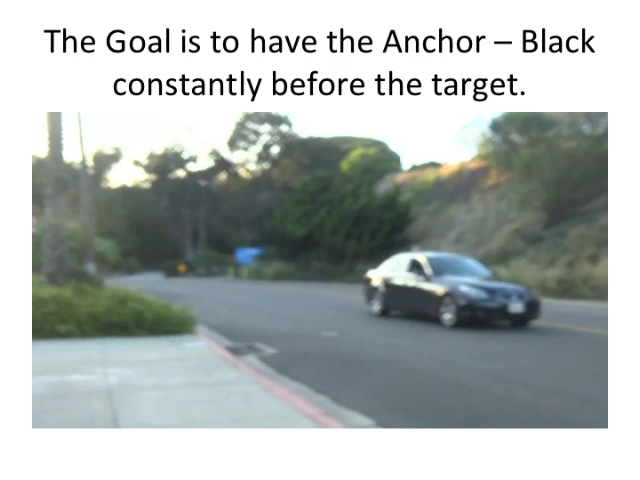 The Goal is to have the Anchor – Black
constantly before the target.